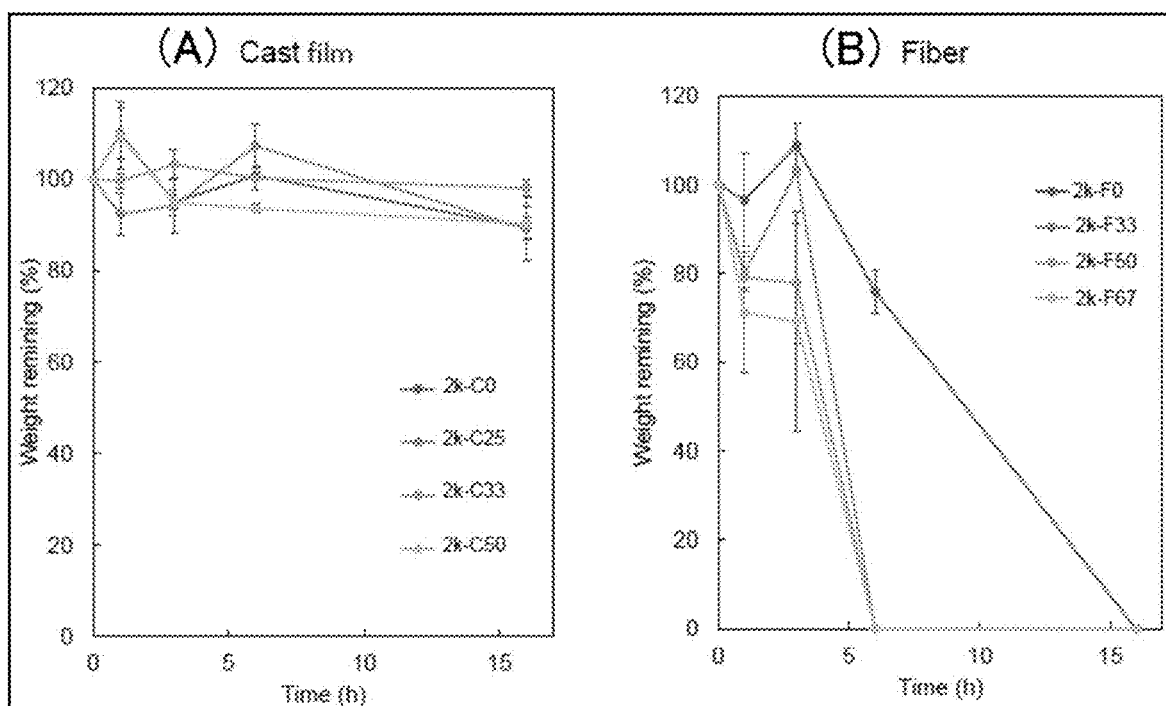 (A) Cast film
Weight remining (%)
120
100
80
60
40
20
0
0 5 10 15
Time (h)
2k-C0
2k-C25
2k-C33
2k-C50
(B) Fiber
Weight remining (%)
120
100
80
60
40
20
0
0 5 10 15
Time (h)
2k-F0
2k-F33
2k-F50
2k-F67